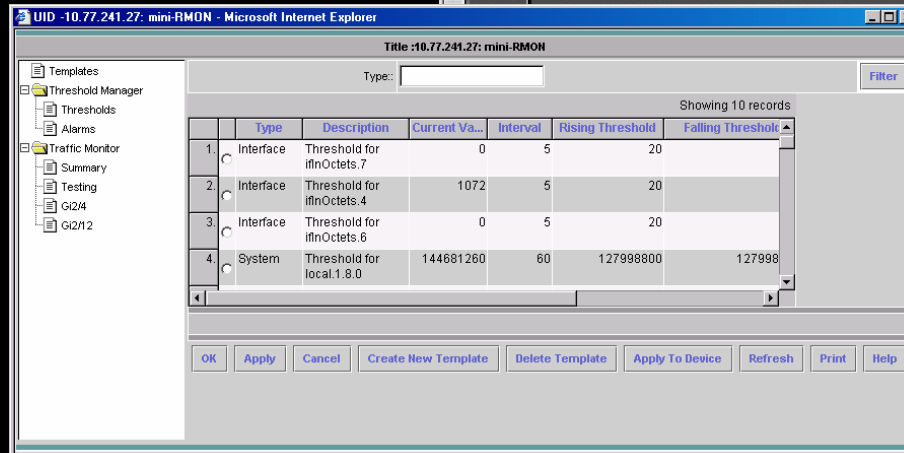 UID -10.77.241.27: mini-RMON - Microsoft Internet Explorer
Title :10.77.241.27: mini-RMON
Templates
Threshold Manager
Thresholds
Alarms
Traffic Monitor
Summary
Testing
Gi2/4
Gi2/12
Type::
Filter
Showing 10 records
Type Description Current Va... Interval Rising Threshold Falling Threshold
1. Interface Threshold for 0 5 20
ifInOctets.7
2. Interface Threshold for 1072 5 20
ifInOctets.4
3. Interface Threshold for 0 5 20
ifInOctets.6
4. System Threshold for 144681260 60 127998800 127998
local.1.8.0
OK Apply Cancel Create New Template Delete Template Apply To Device Refresh Print Help